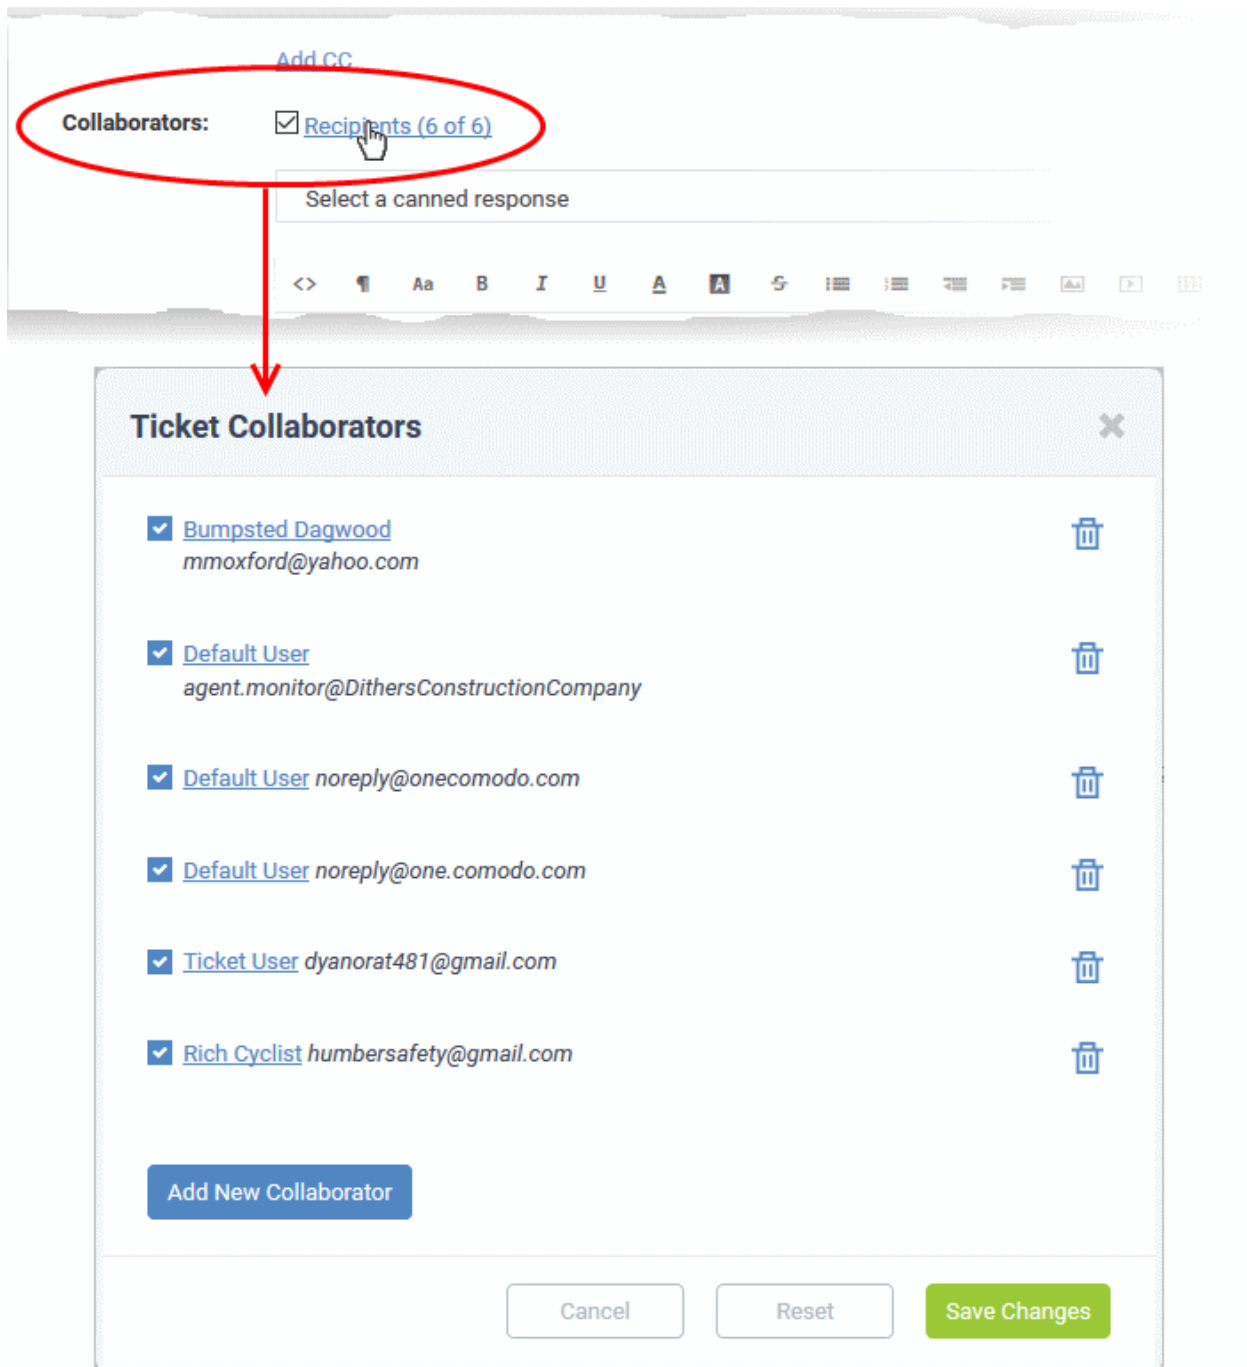 Add CC
Collaborators:
Recipients (6 of 6)
Select a canned response
<> ¶ Aa B I U A A S
Ticket Collaborators
Bumpsted Dagwood
mmoxford@yahoo.com
Default User
agent.monitor@DithersConstructionCompany
Default User noreply@onecomodo.com
Default User noreply@one.comodo.com
Ticket User dyanorat481@gmail.com
Rich Cyclist humbersafety@gmail.com
Add New Collaborator
Cancel
Reset
Save Changes